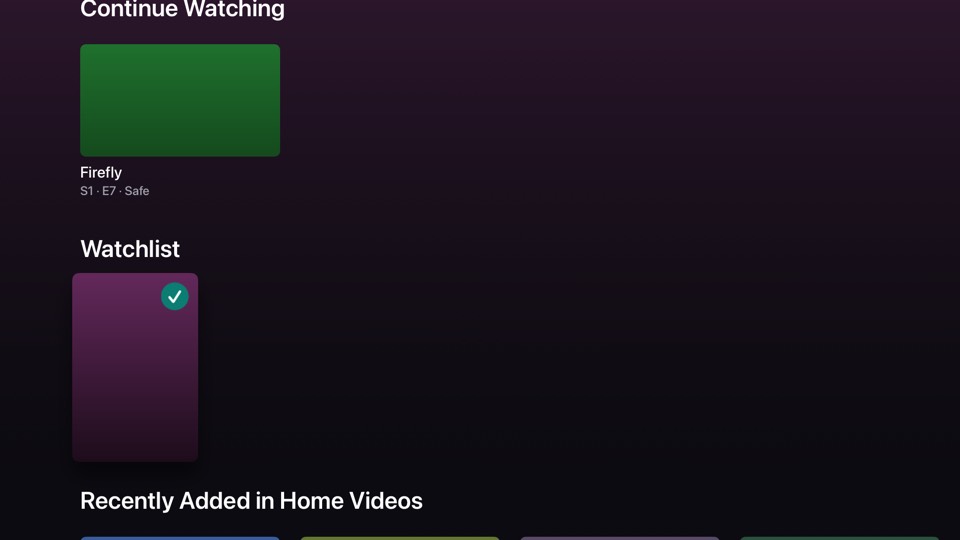 Continue Watching
Firefly
S1 · E7 · Safe
Watchlist
Recently Added in Home Videos